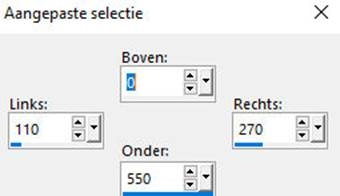 Aangepaste selectie
Boven:
0
Links:
110
Rechts:
270
Onder:
550